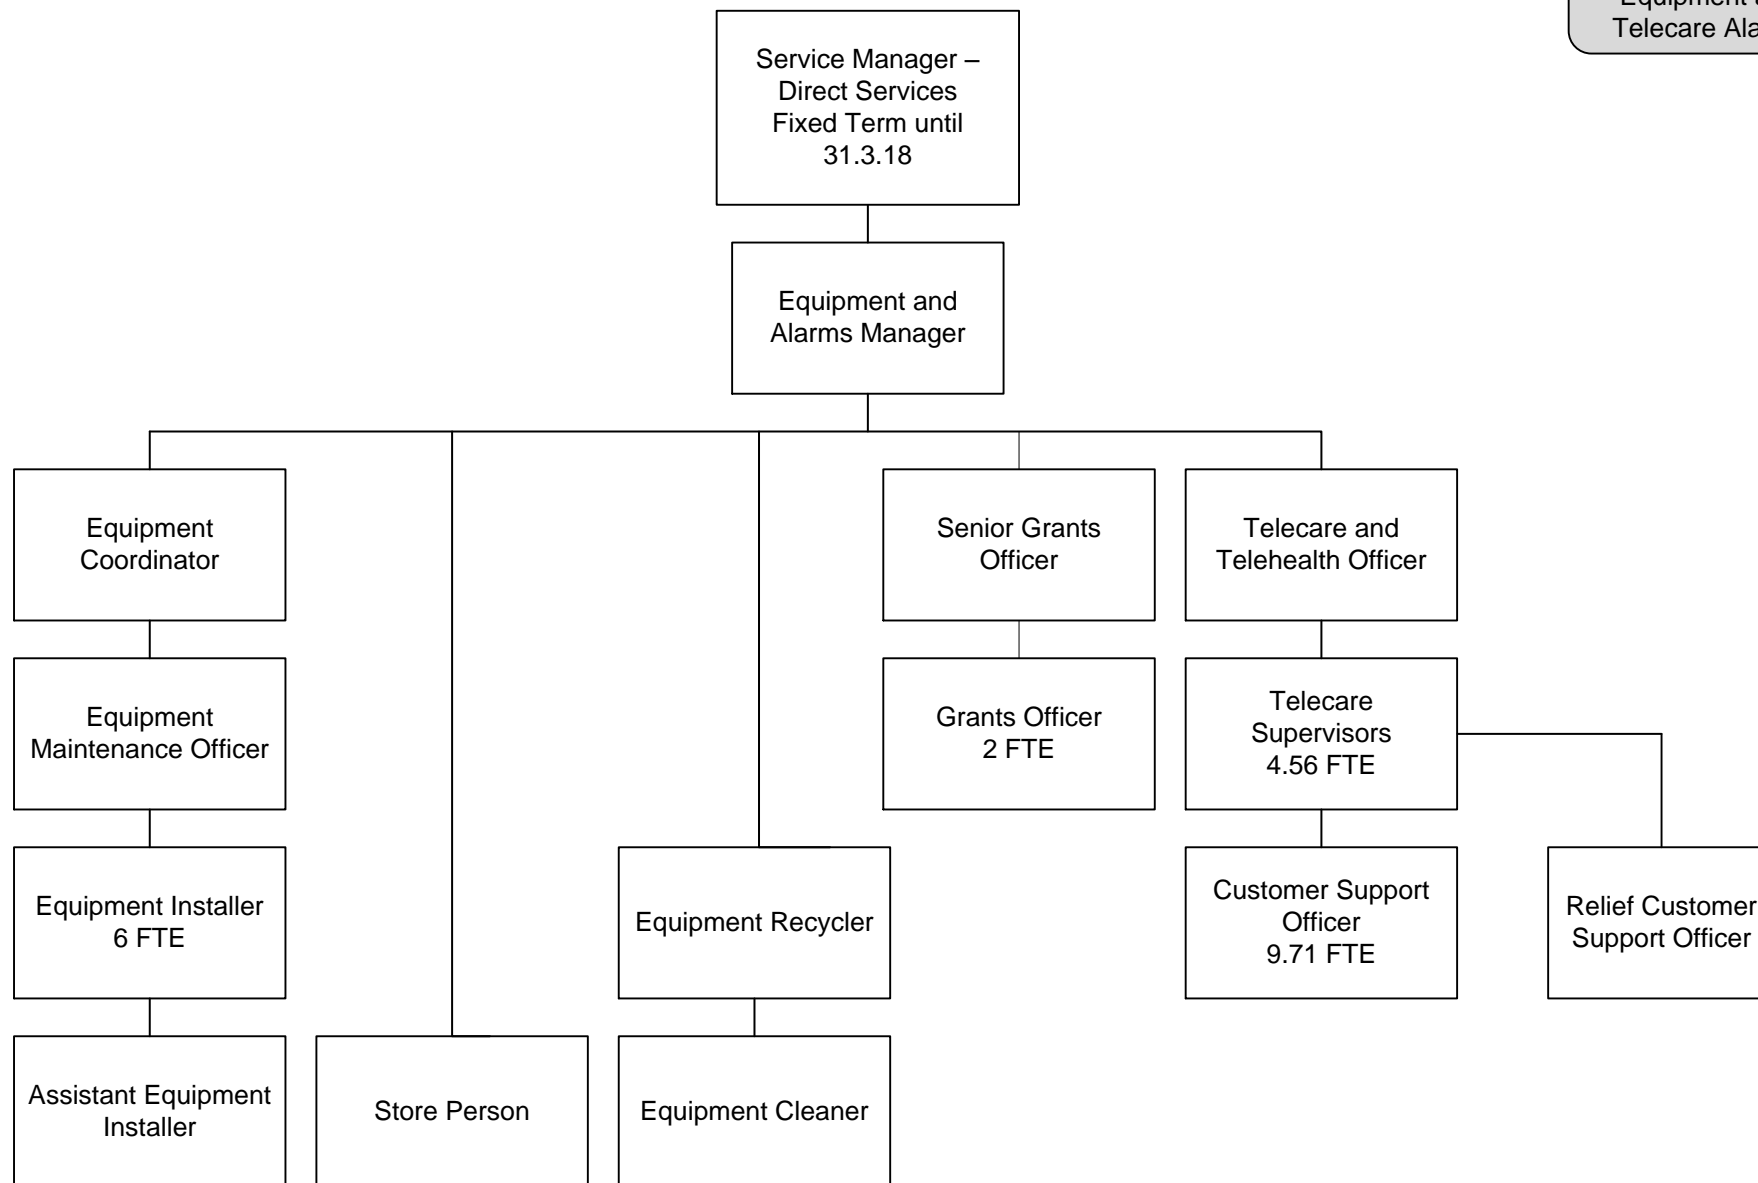 Equipment
Telecare
Service Manager –
Direct Services
Fixed Term until
31.3.18
Equipment and
Alarms Manager
Equipment
Coordinator
Senior Grants
Officer
Telecare and
Telehealth Officer
Equipment
Maintenance Officer
Grants Officer
2 FTE
Telecare
Supervisors
4.56 FTE
Equipment Installer
6 FTE
Equipment Recycler
Customer Support
Officer
9.71 FTE
Relief Customer
Support Officer
Assistant Equipment
Installer
Store Person
Equipment Cleaner